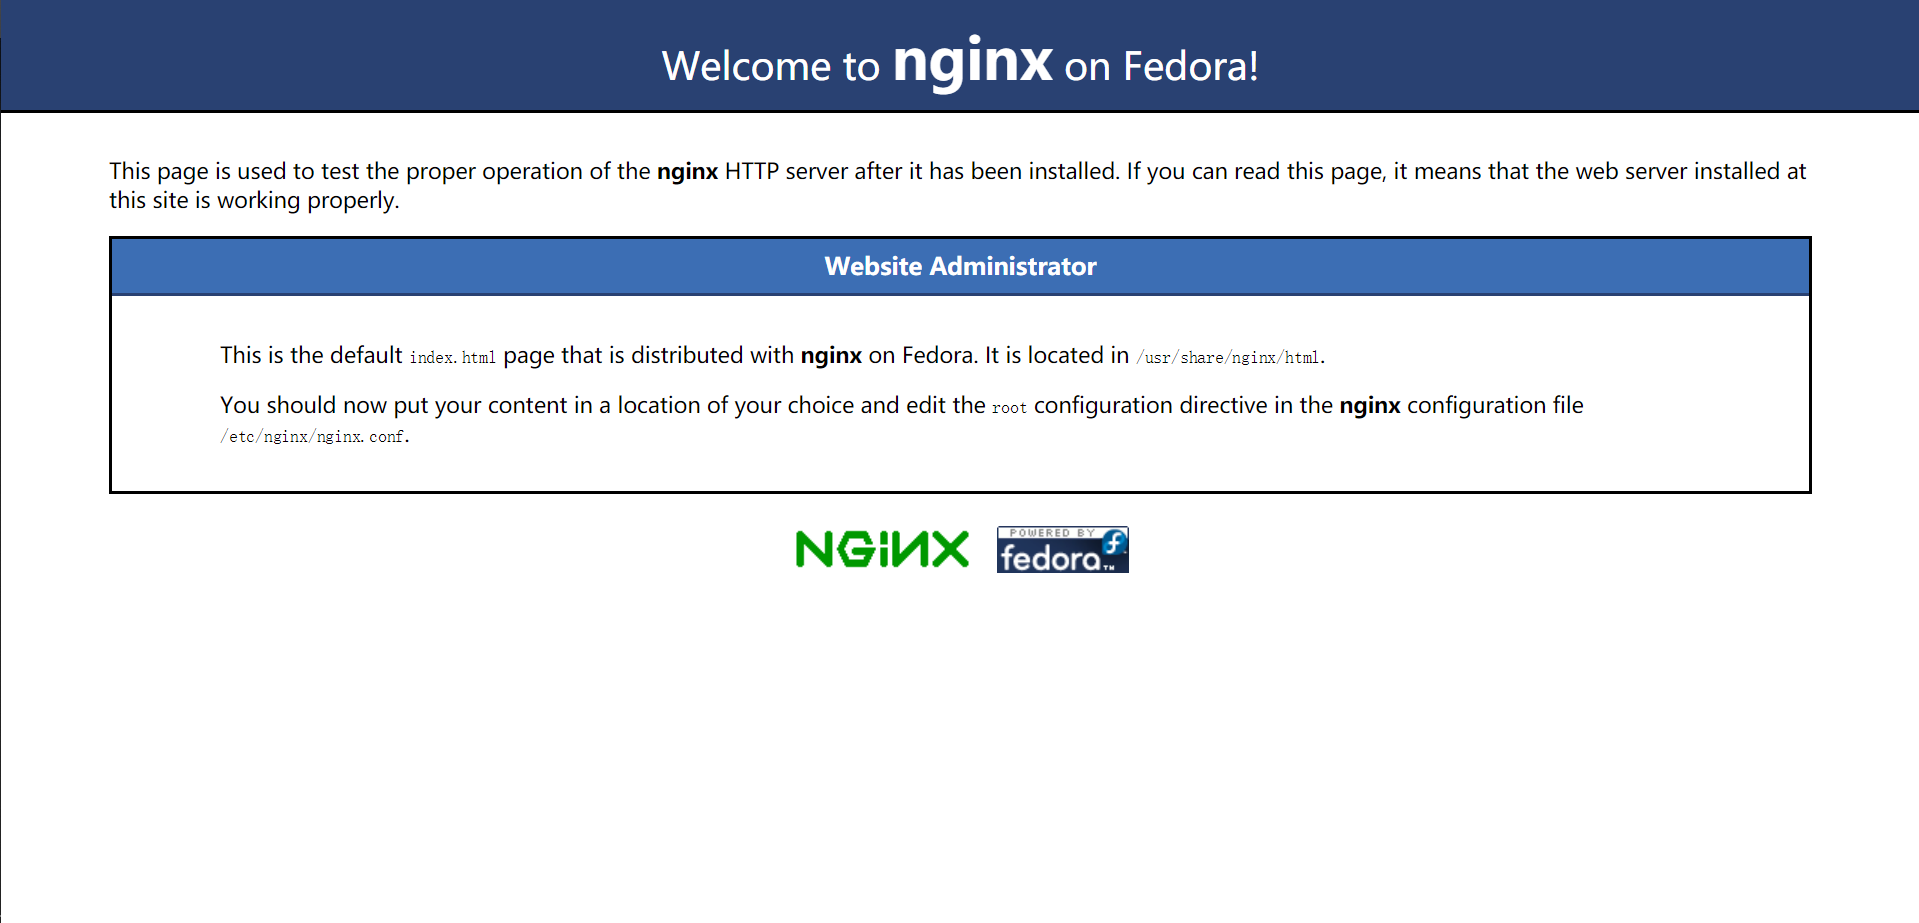 Welcome to nginx on Fedora!
This page is used to test the proper operation of the nginx HTTP server after it has been installed. If you can read this page, it means that the web server installed at
this site is working properly.
Website Administrator
This is the default index.html page that is distributed with nginx on Fedora. It is located in /usr/share/nginx/html.
You should now put your content in a location of your choice and edit the root configuration directive in the nginx configuration file
/etc/nginx/nginx.conf.
NGINX
POWERED BY
fedora™